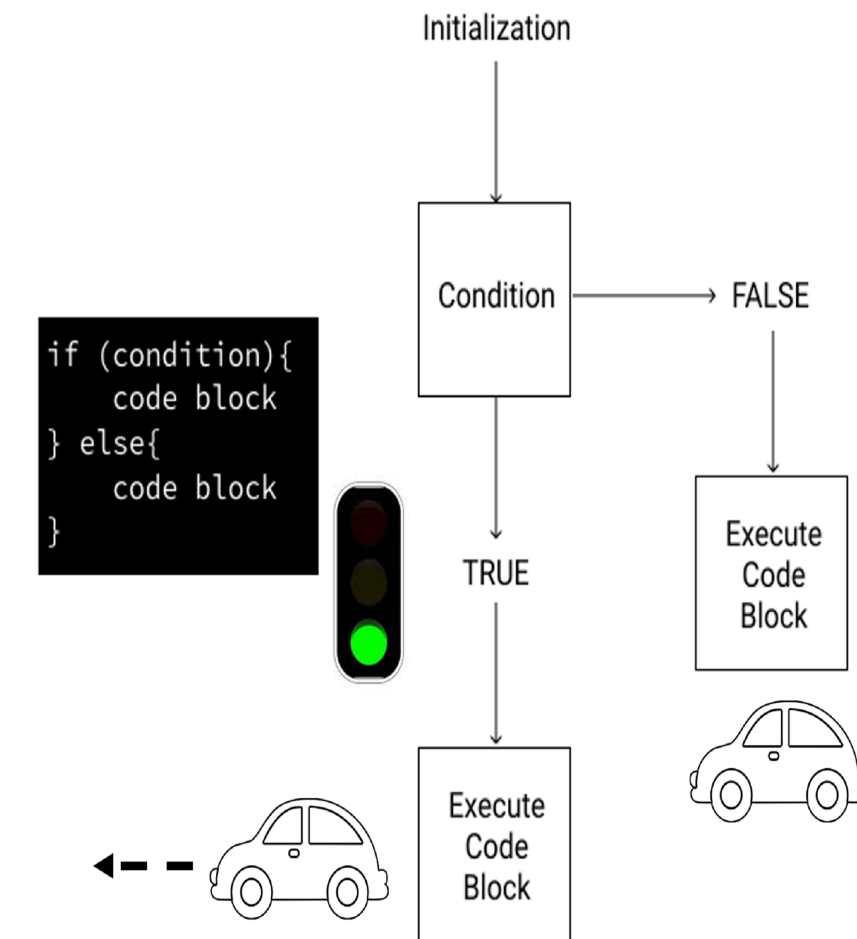 Initialization
Condition
FALSE
if (condition){
    code block
} else{
    code block
}
TRUE
Execute
Code
Block
Execute
Code
Block